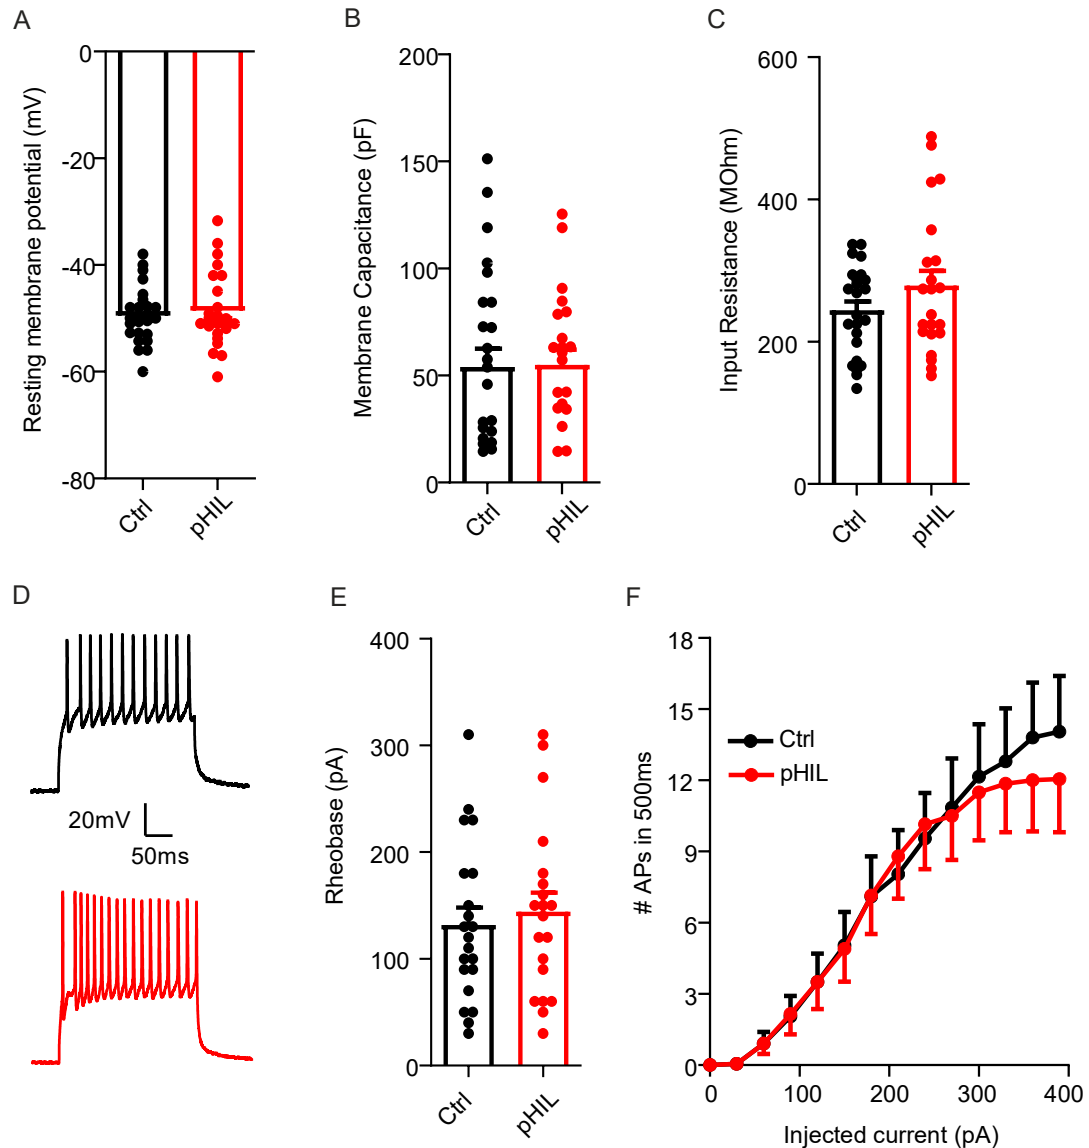 A
Resting membrane potential (mV)
0
-20
-40
-60
-80
Ctrl
pHIL
B
Membrane Capacitance (pF)
200
150
100
50
0
Ctrl
pHIL
C
Input Resistance (MOhm)
600
400
200
0
Ctrl
pHIL
D
20mV
50ms
E
Rheobase (pA)
400
300
200
100
0
Ctrl
pHIL
F
# APs in 500ms
18
15
12
9
6
3
0
Ctrl
pHIL
0
100
200
300
400
Injected current (pA)